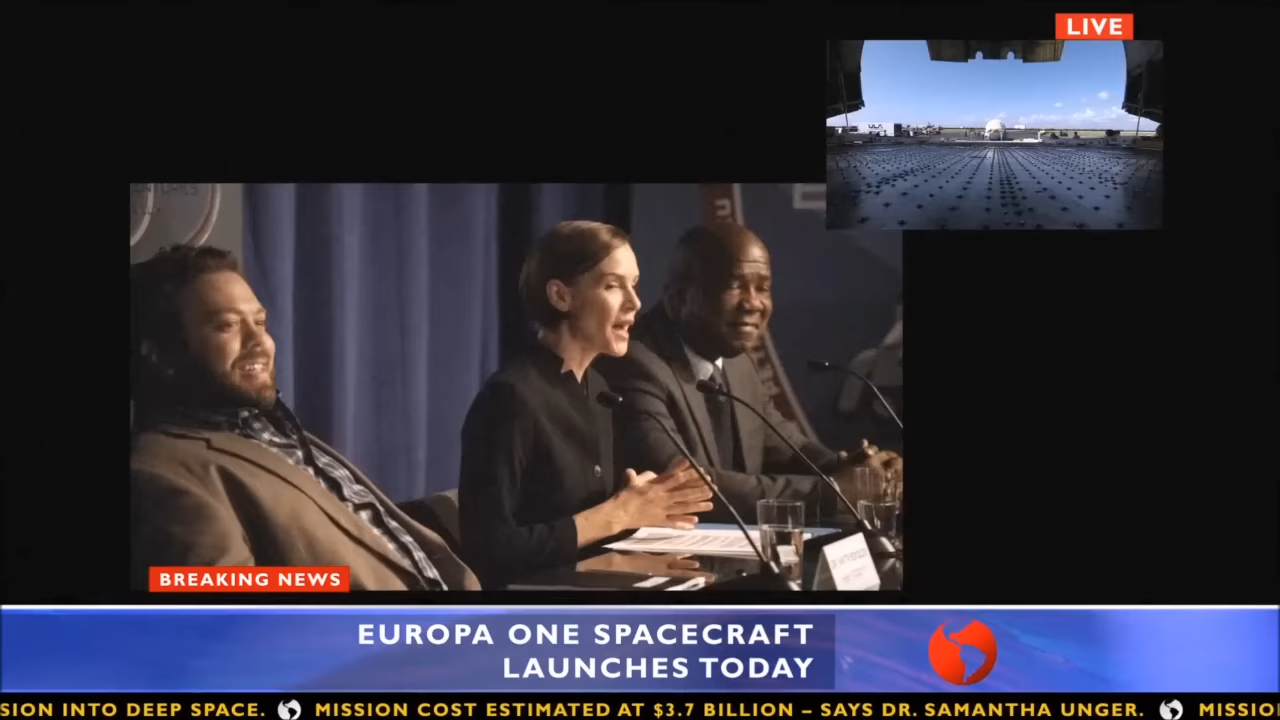 LIVE
ULA
BREAKING NEWS
EUROPA ONE SPACECRAFT
LAUNCHES TODAY
SION INTO DEEP SPACE. MISSION COST ESTIMATED AT $3.7 BILLION – SAYS DR. SAMANTHA UNGER. MISSIO